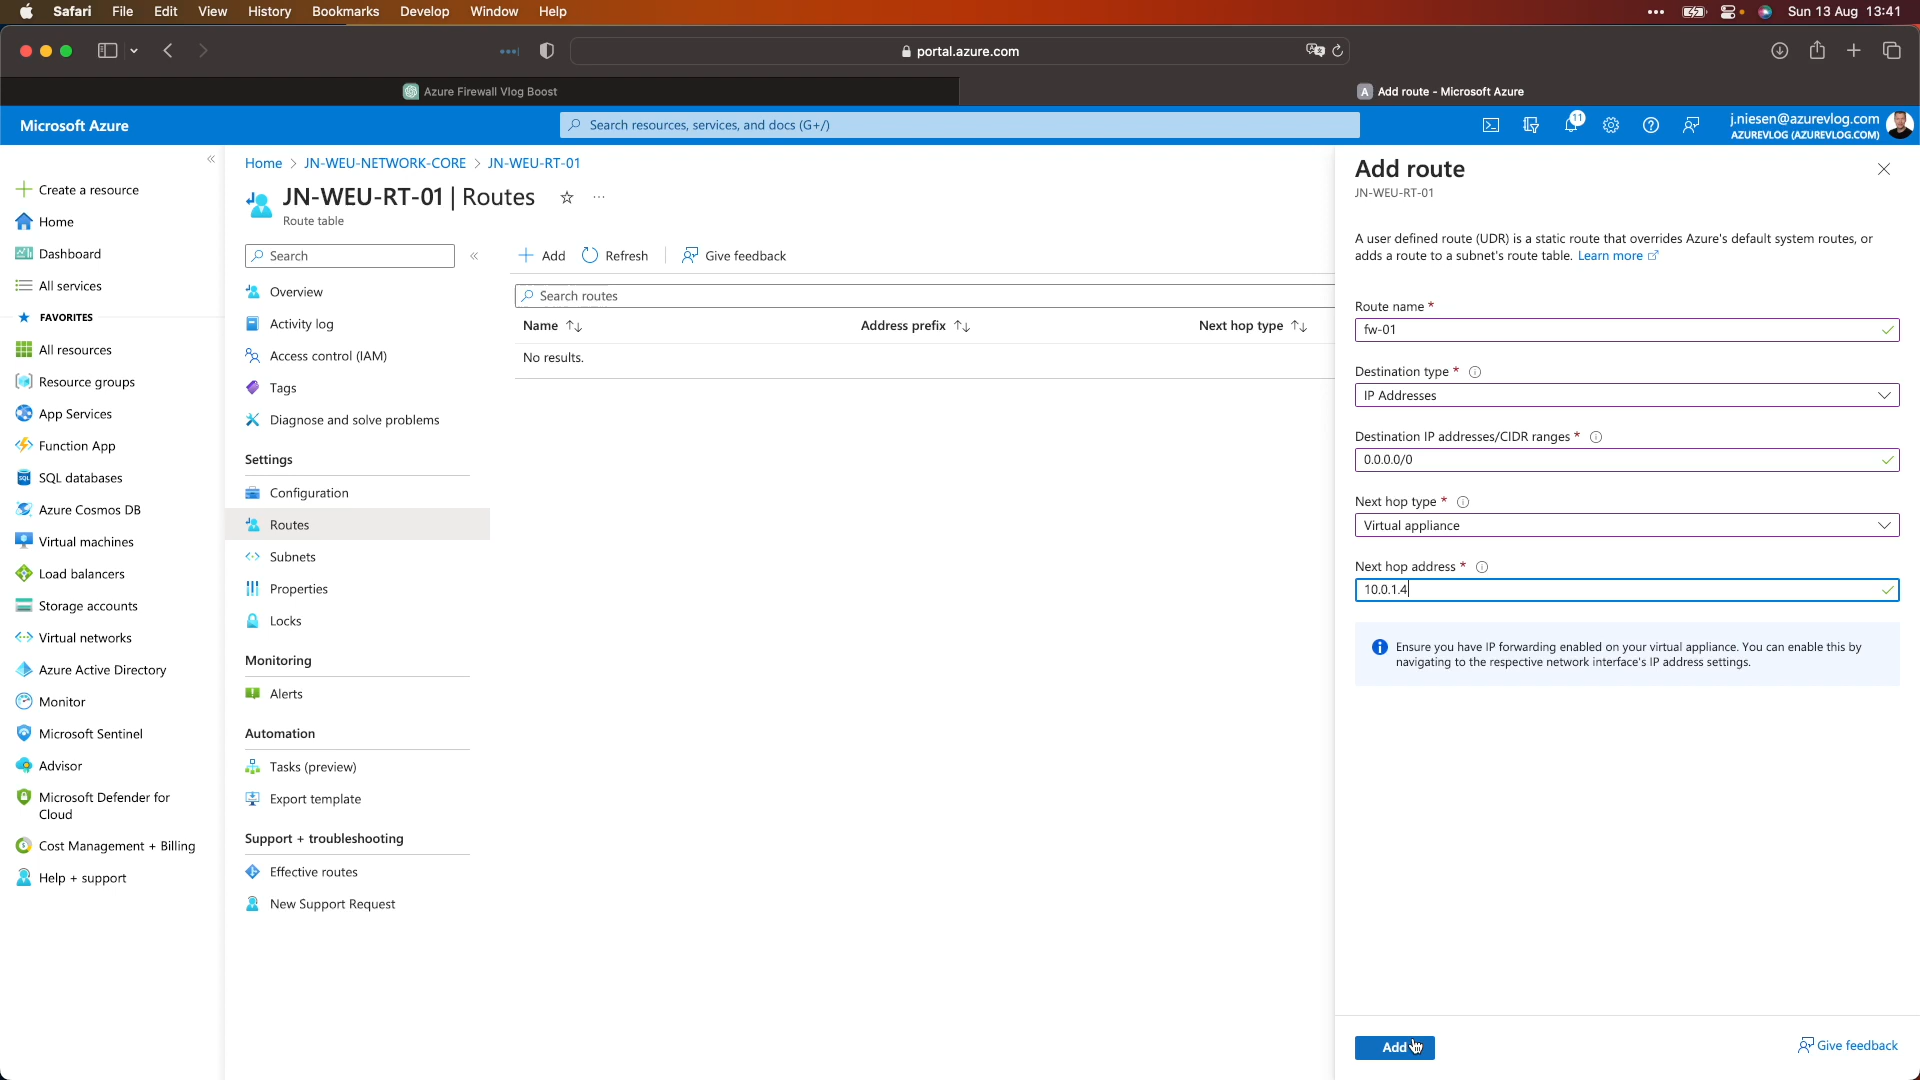 Safari File Edit View History Bookmarks Develop Window Help Sun 13 Aug 13:41
portal.azure.com
Azure Firewall Vlog Boost
A Add route - Microsoft Azure
Microsoft Azure
Search resources, services, and docs (G+/)
11
j.niesen@azurevlog.com
AZUREVLOG (AZUREVLOG.COM)
Create a resource
Home
Dashboard
All services
FAVORITES
All resources
Resource groups
App Services
Function App
SQL databases
Azure Cosmos DB
Virtual machines
Load balancers
Storage accounts
Virtual networks
Azure Active Directory
Monitor
Microsoft Sentinel
Advisor
Microsoft Defender for
Cloud
Cost Management + Billing
Help + support
Home > JN-WEU-NETWORK-CORE > JN-WEU-RT-01
JN-WEU-RT-01 | Routes
Route table
Search
Overview
Activity log
Access control (IAM)
Tags
Diagnose and solve problems
Settings
Configuration
Routes
Subnets
Properties
Locks
Monitoring
Alerts
Automation
Tasks (preview)
Export template
Support + troubleshooting
Effective routes
New Support Request
Add Refresh Give feedback
Search routes
Name Address prefix Next hop type
No results.
Add route
JN-WEU-RT-01
A user defined route (UDR) is a static route that overrides Azure's default system routes, or
adds a route to a subnet's route table. Learn more
Route name *
fw-01
Destination type *
IP Addresses
Destination IP addresses/CIDR ranges *
0.0.0.0/0
Next hop type *
Virtual appliance
Next hop address *
10.0.1.4
Ensure you have IP forwarding enabled on your virtual appliance. You can enable this by
navigating to the respective network interface's IP address settings.
Add
Give feedback